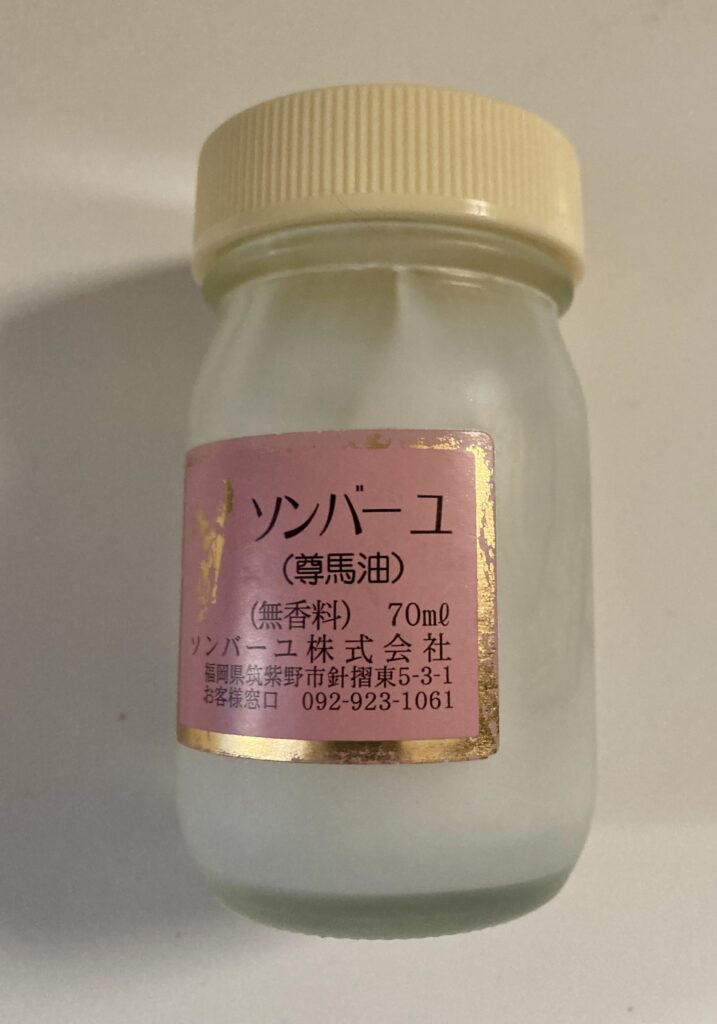 ソンバーユ
(尊馬油)
(無香料) 70mℓ
ソンバーユ株式会社
福岡県筑紫野市針摺東5-3-1
お客様窓口 092-923-1061